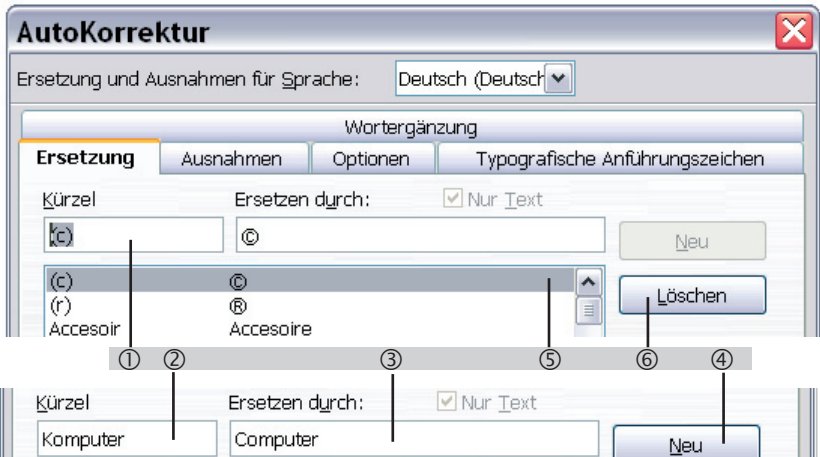 AutoKorrektur
Ersetzung und Ausnahmen für Sprache: Deutsch (Deutsch
Wortergänzung
Ersetzung Ausnahmen Optionen Typografische Anführungszeichen
Kürzel Ersetzen durch: Nur Text
(c) © Neu
(c) ©
Löschen
(r) ®
Accesoir Accesoire
① ② ③ ⑤ ⑥ ④
Kürzel Ersetzen durch: Nur Text
Komputer Computer Neu